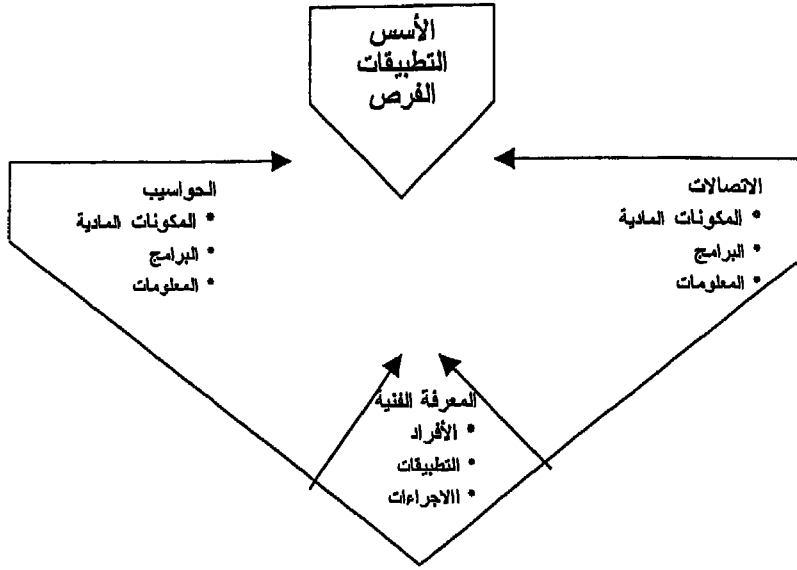 الأسس
التطبيقات
الفرص
الاتصالات
• المكونات المادية
• البرامج
• المعلومات
الحواسيب
• المكونات المادية
• البرامج
• المعلومات
المعرفة الفنية
• الأفراد
• التطبيقات
• االاجراءات